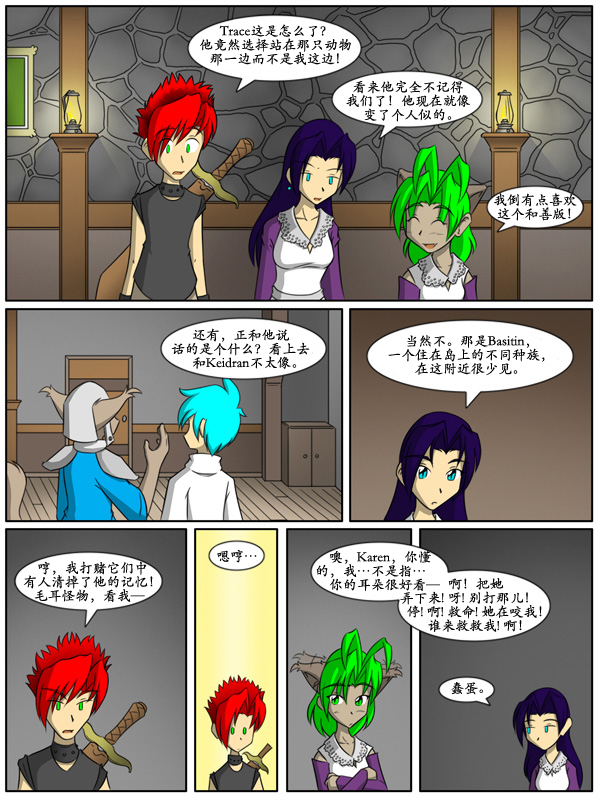 Trace这是怎么了？
他竟然选择站在那只动物
那一边而不是我这边！
看来他完全不记得
我们了！他现在就像
变了个人似的。
我倒有点喜欢
这个和善版！
还有，正和他说
话的是个什么？看上去
和Keidran不太像。
当然不。那是Basitin，
一个住在岛上的不同种族，
在这附近很少见。
哼，我打赌它们中
有人清掉了他的记忆！
毛耳怪物，看我—
嗯哼…
噢，Karen，你懂
的，我…不是指…
你的耳朵很好看— 啊！把她
弄下来！呀！别打那儿！
停！啊！救命！她在咬我！
谁来救救我！啊！
蠢蛋。